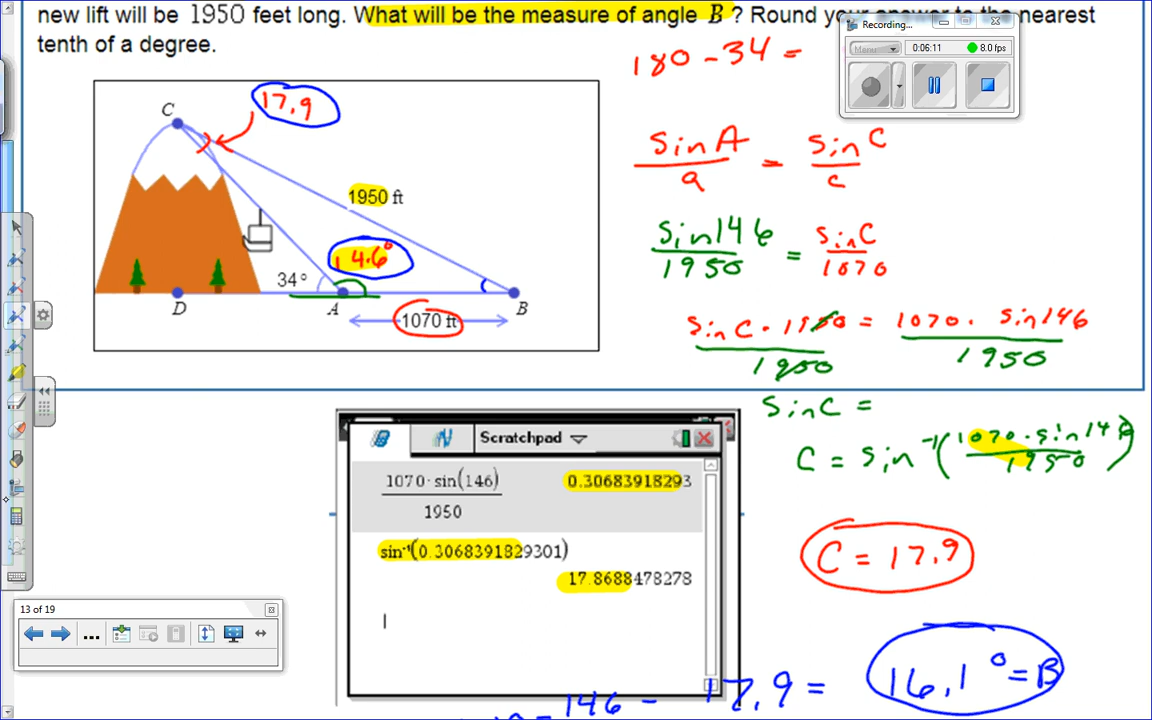 new lift will be 1950 feet long. What will be the measure of angle B ? Round your answer to the nearest
tenth of a degree.
Recording...
Menu
0:06:11
8.0 fps
180 - 34 =
C
17.9
1950 ft
146°
34°
D
A
B
1070 ft
sin A / a = sin C / c
sin 146 / 1950 = sin C / 1070
sin C · 1950 / 1950 = 1070 · sin 146 / 1950
sin C =
C = sin⁻¹(1070 · sin 146 / 1950)
C = 17.9
Scratchpad
1070·sin(146) / 1950
0.30683918293
sin⁻¹(0.3068391829301)
17.8688478278
13 of 19
146 - 17.9 =
16.1° = B